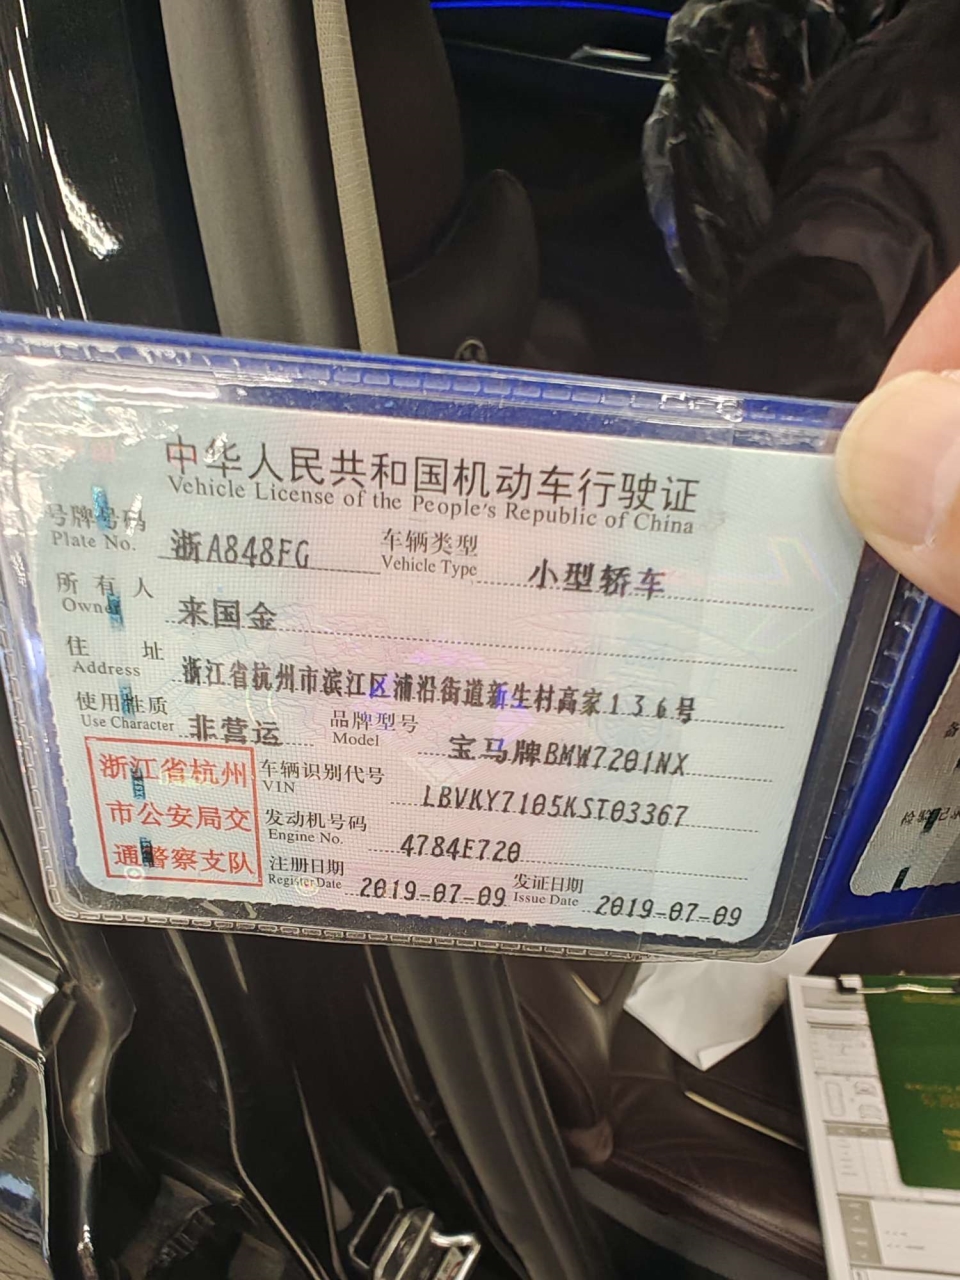 中华人民共和国机动车行驶证
Vehicle License of the People's Republic of China
号牌号码 浙A848FG 车辆类型 小型轿车
Plate No. Vehicle Type
所有人 来国金
Owner
住址 浙江省杭州市滨江区浦沿街道新生村高家136号
Address
使用性质 非营运 品牌型号 宝马牌BMW7201NX
Use Character Model
浙江省杭州
市公安局交
通警察支队
车辆识别代号 LBVKY7105KST03367
VIN
发动机号码 4784E720
Engine No.
注册日期 2019-07-09 发证日期 2019-07-09
Register Date Issue Date
检验记录